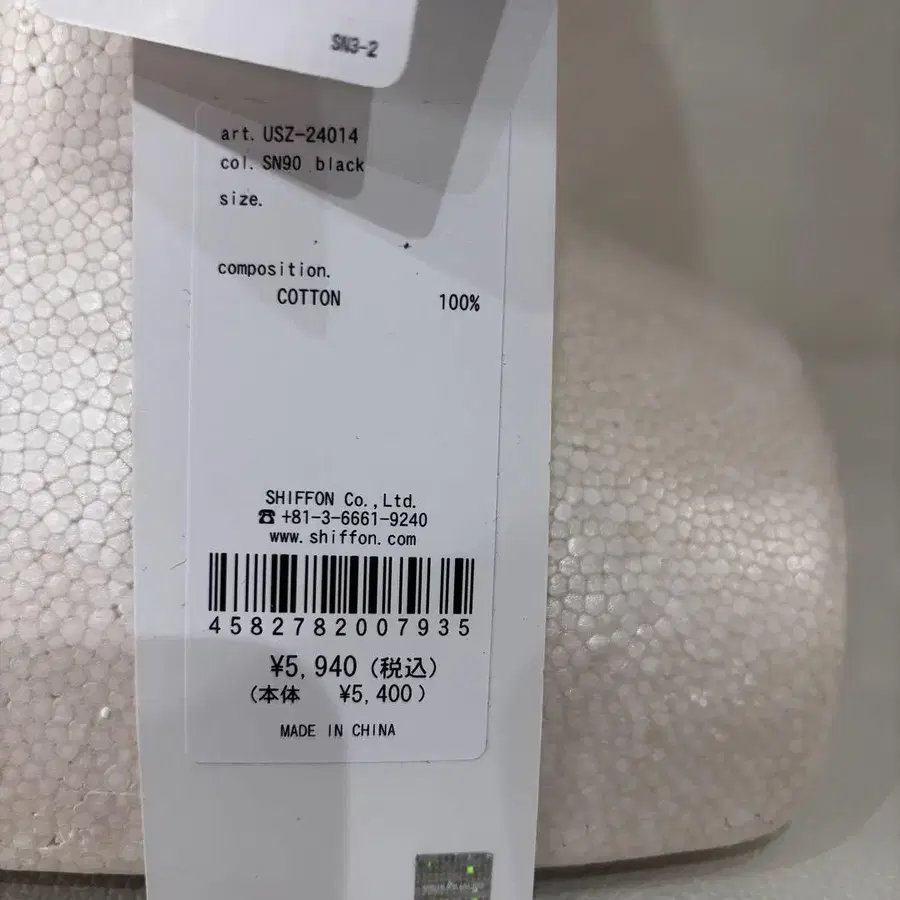 SN3-2
art. USZ-24014
col. SN90 black
size.
composition.
COTTON 100%
SHIFFON Co.,Ltd.
☎ +81-3-6661-9240
www.shiffon.com
4582782007935
¥5,940 (税込)
(本体 ¥5,400)
MADE IN CHINA